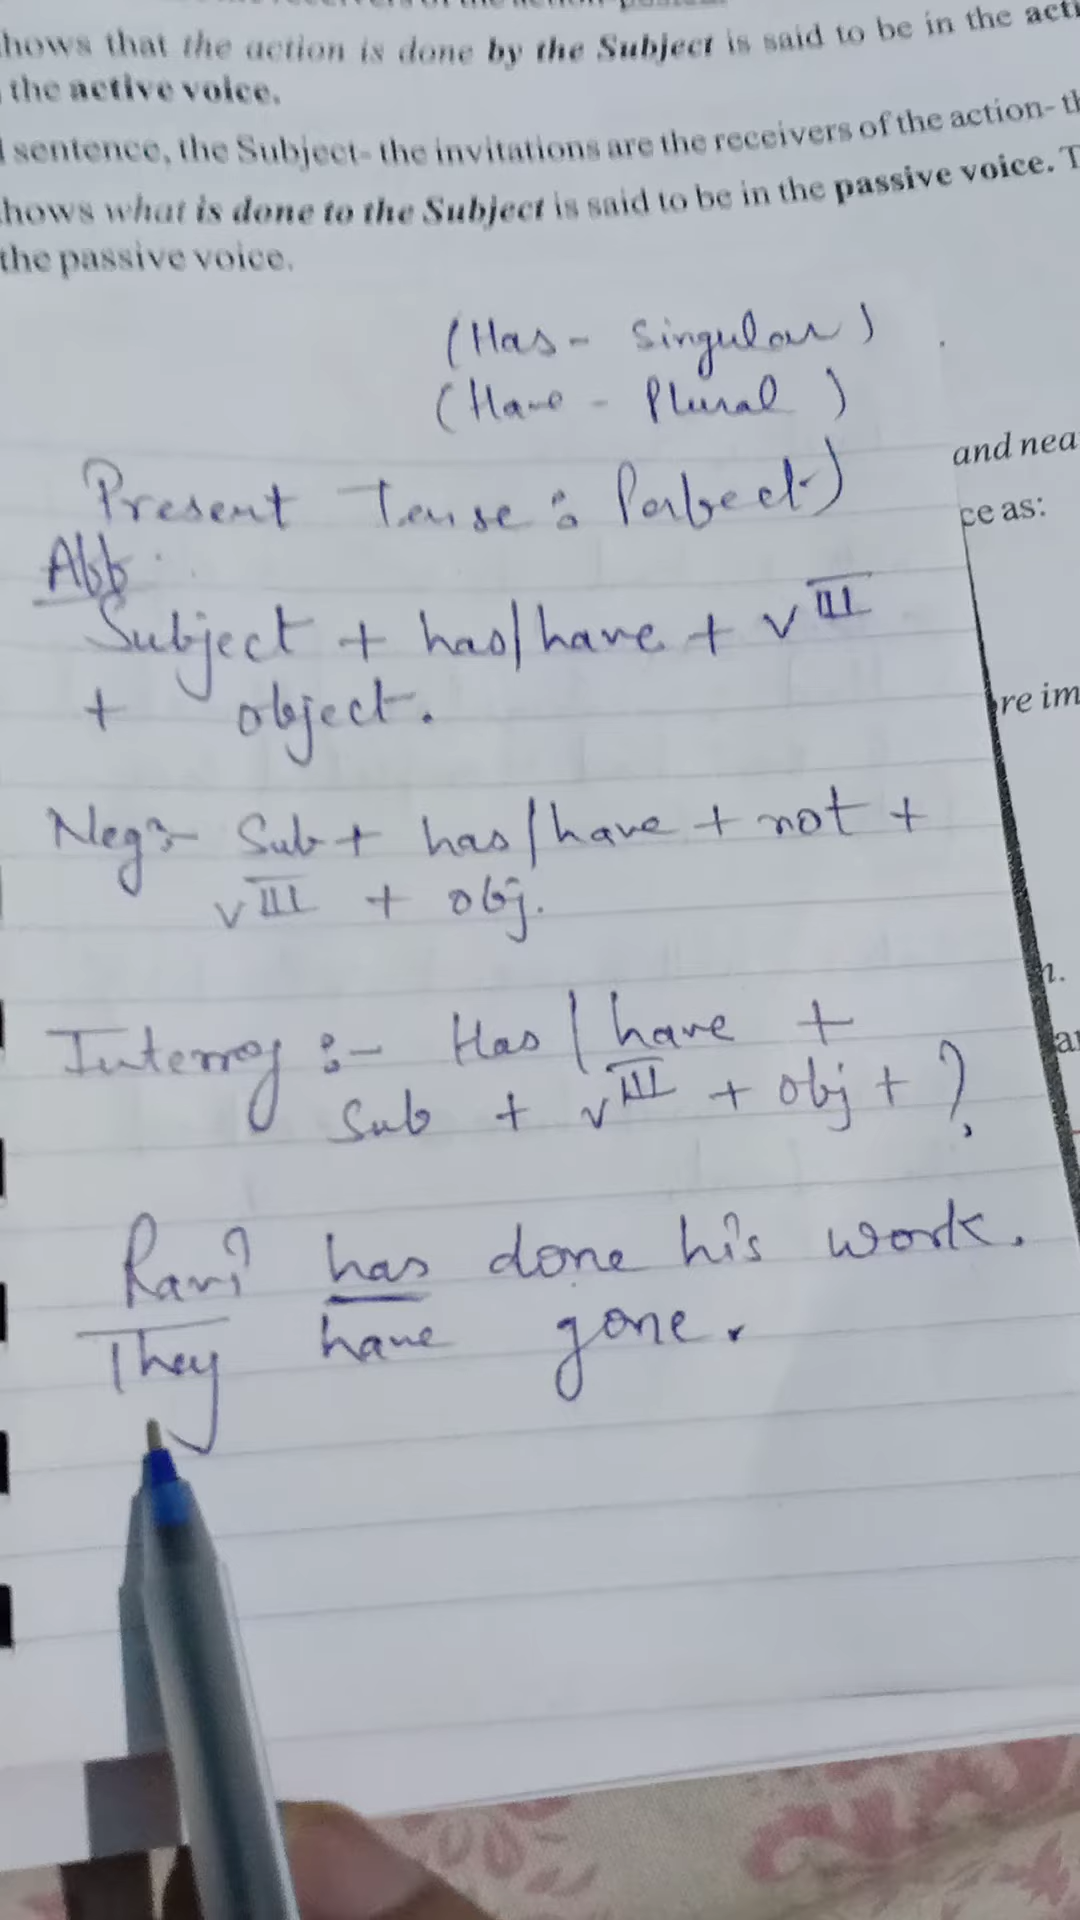 shows that the action is done by the Subject is said to be in the acti
the active voice.
sentence, the Subject- the invitations are the receivers of the action- th
shows what is done to the Subject is said to be in the passive voice. T
the passive voice.
(Has - Singular)
(Have - Plural)
and nea
Present Tense : Perfect)
ce as:
Aff
Subject + has/have + v III
+ object.
re im
Neg:- Sub + has/have + not +
v III + obj.
n.
Interrog :- Has / have +
Sub + v III + obj + ?
Ravi has done his work.
They have gone.